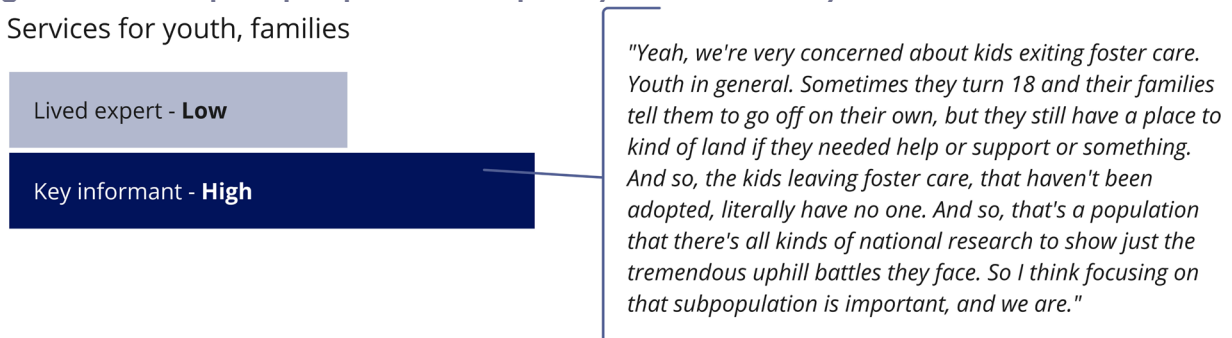 Services for youth, families
Lived expert - Low
Key informant - High
"Yeah, we're very concerned about kids exiting foster care.
Youth in general. Sometimes they turn 18 and their families
tell them to go off on their own, but they still have a place to
kind of land if they needed help or support or something.
And so, the kids leaving foster care, that haven't been
adopted, literally have no one. And so, that's a population
that there's all kinds of national research to show just the
tremendous uphill battles they face. So I think focusing on
that subpopulation is important, and we are."